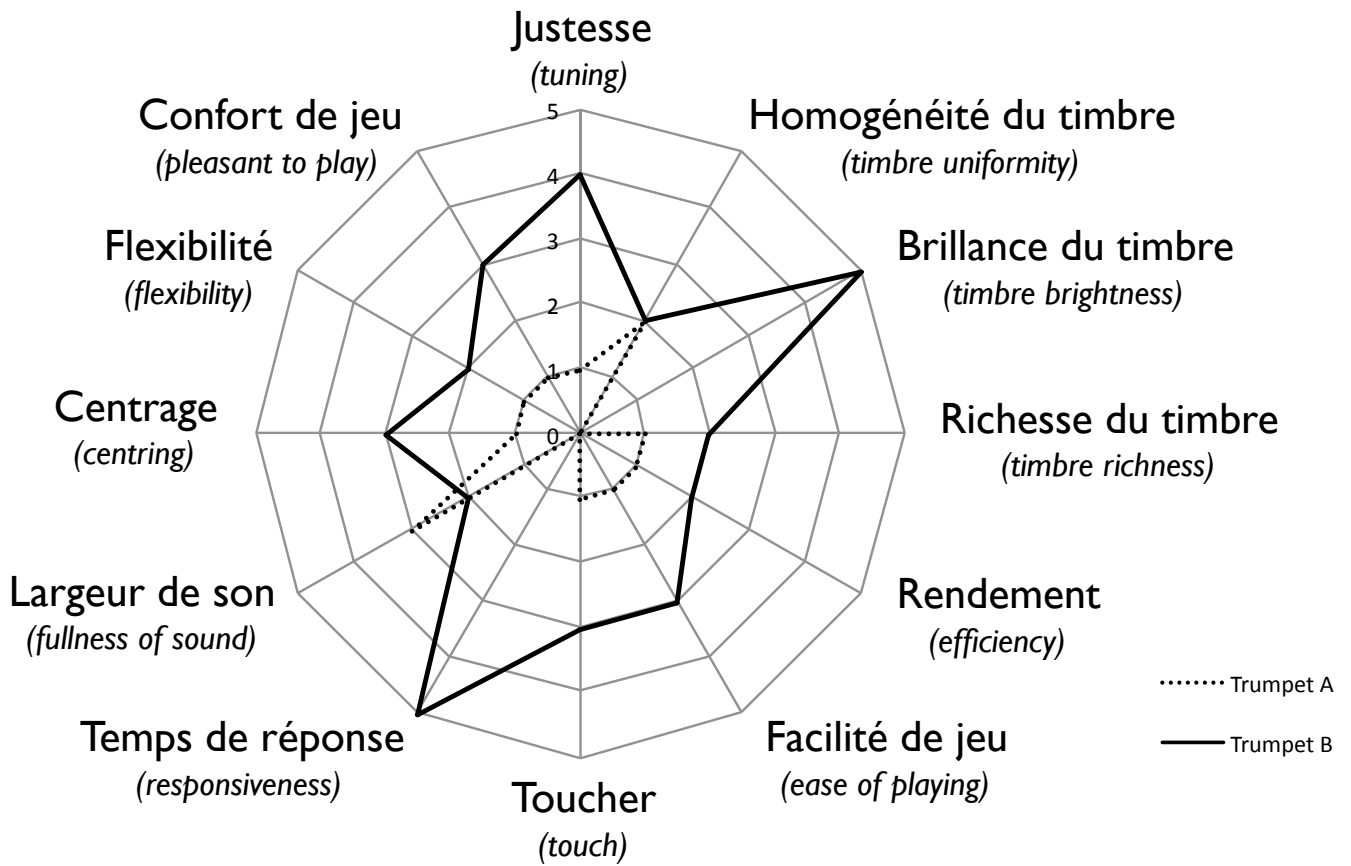 Justesse
(tuning)
Homogénéité du timbre
(timbre uniformity)
Brillance du timbre
(timbre brightness)
Richesse du timbre
(timbre richness)
Rendement
(efficiency)
Facilité de jeu
(ease of playing)
Toucher
(touch)
Temps de réponse
(responsiveness)
Largeur de son
(fullness of sound)
Centrage
(centring)
Flexibilité
(flexibility)
Confort de jeu
(pleasant to play)
5
4
3
2
1
0
Trumpet A
Trumpet B